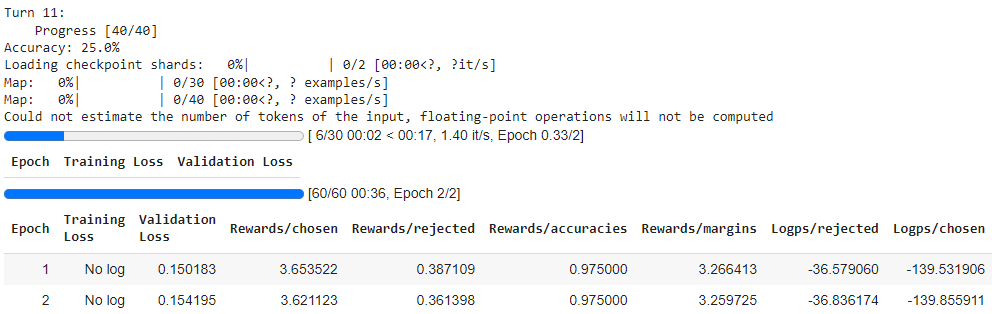 Turn 11:
Progress [40/40]
Accuracy: 25.0%
Loading checkpoint shards:   0%|          | 0/2 [00:00<?, ?it/s]
Map:   0%|          | 0/30 [00:00<?, ? examples/s]
Map:   0%|          | 0/40 [00:00<?, ? examples/s]
Could not estimate the number of tokens of the input, floating-point operations will not be computed
[ 6/30 00:02 < 00:17, 1.40 it/s, Epoch 0.33/2]
Epoch Training Loss Validation Loss
[60/60 00:36, Epoch 2/2]
Epoch Training Loss Validation Loss Rewards/chosen Rewards/rejected Rewards/accuracies Rewards/margins Logps/rejected Logps/chosen
1 No log 0.150183 3.653522 0.387109 0.975000 3.266413 -36.579060 -139.531906
2 No log 0.154195 3.621123 0.361398 0.975000 3.259725 -36.836174 -139.855911